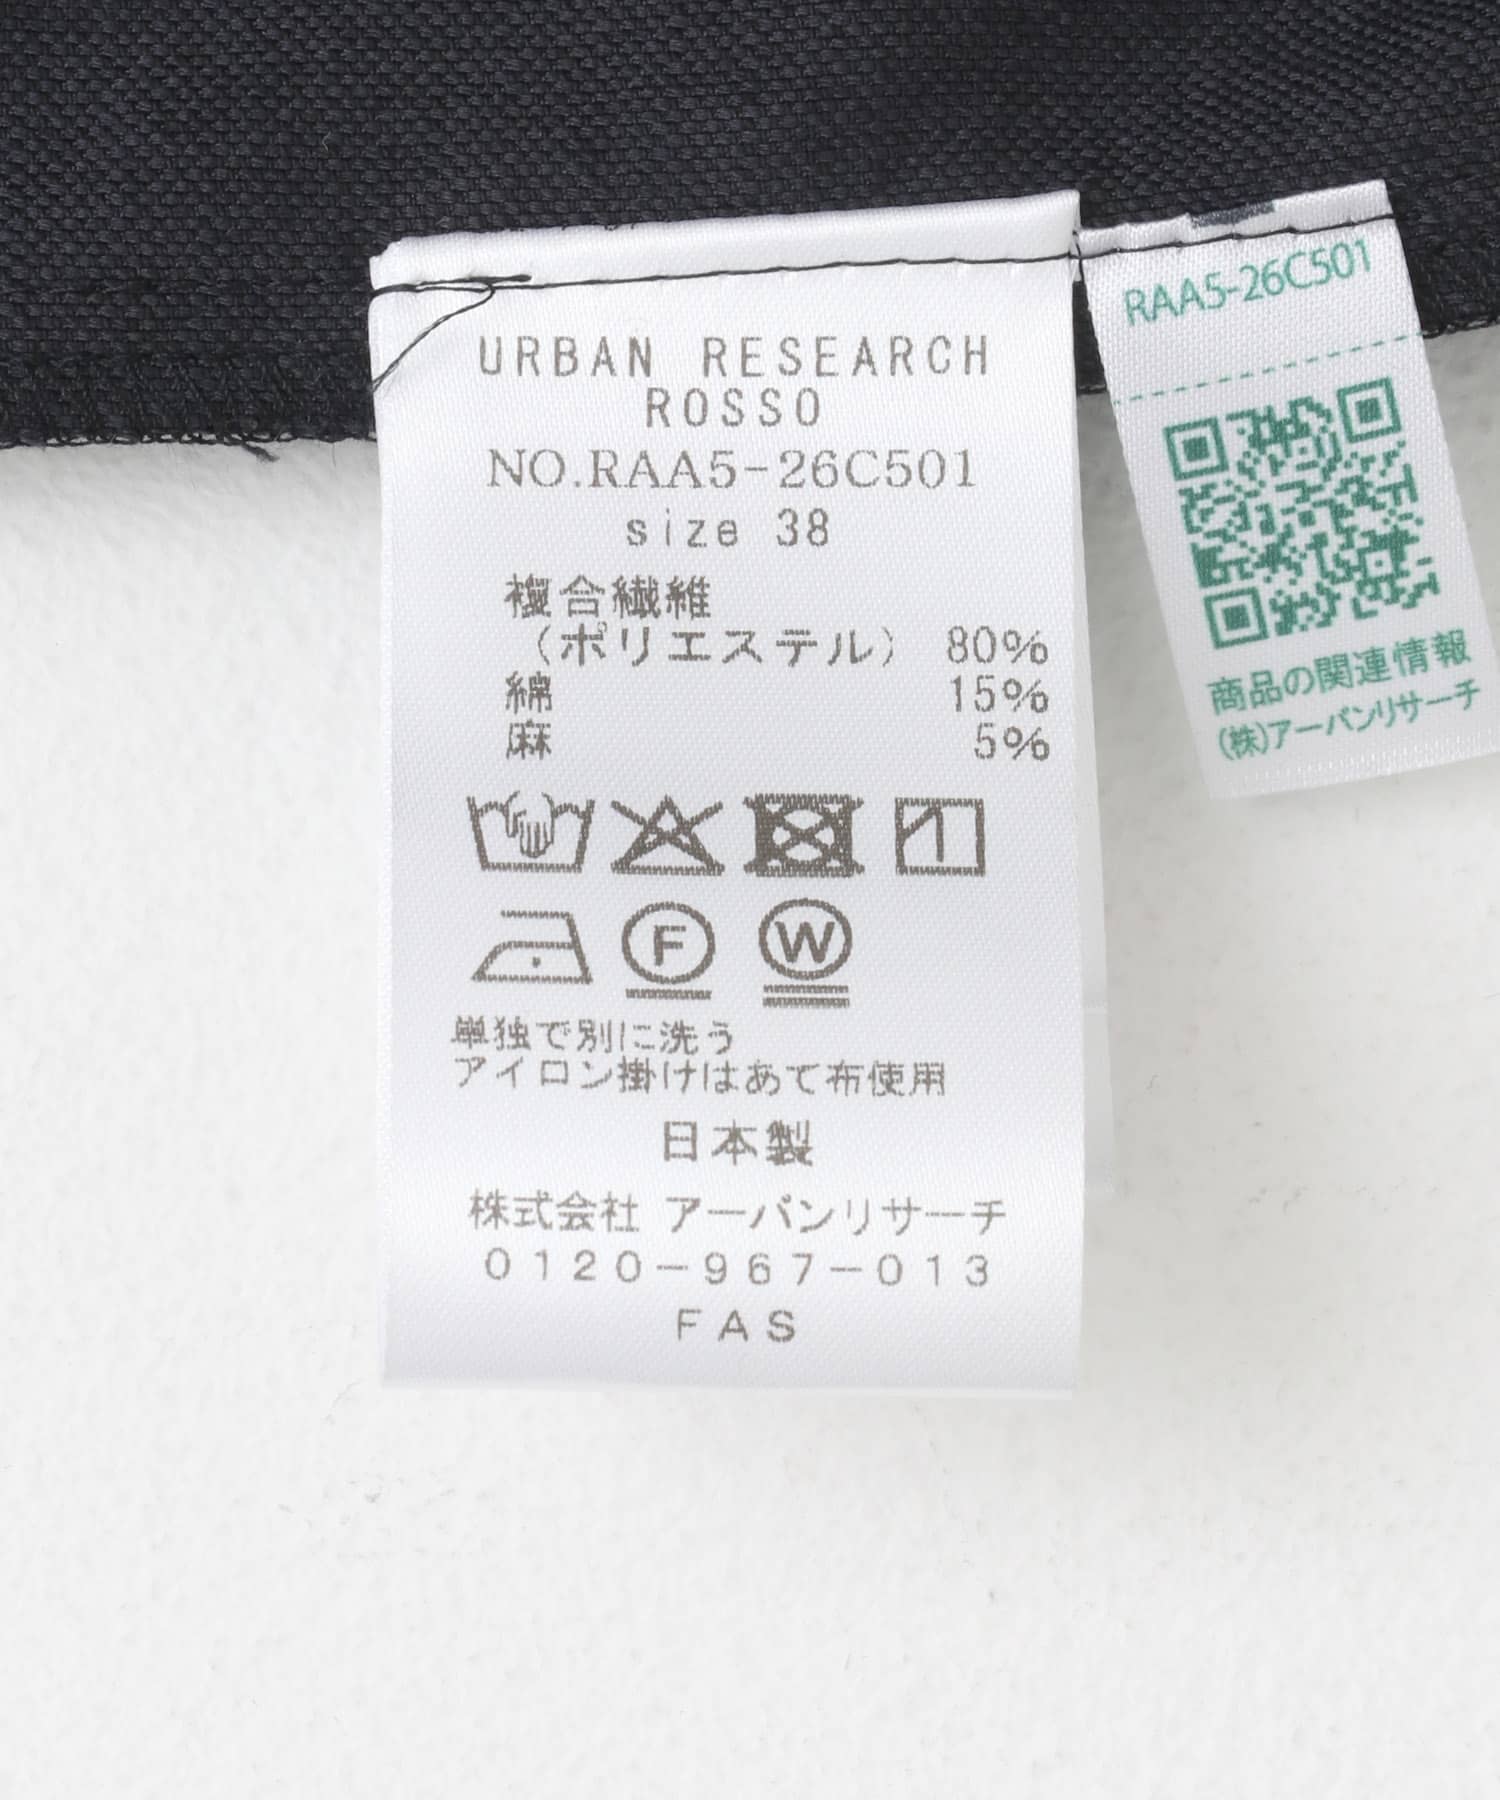 URBAN RESEARCH
ROSSO
NO.RAA5-26C501
size 38
複合繊維
(ポリエステル) 80%
綿 15%
麻 5%
F
W
単独で別に洗う
アイロン掛けはあて布使用
日本製
株式会社 アーバンリサーチ
0120-967-013
FAS
RAA5-26C501
商品の関連情報
(株)アーバンリサーチ